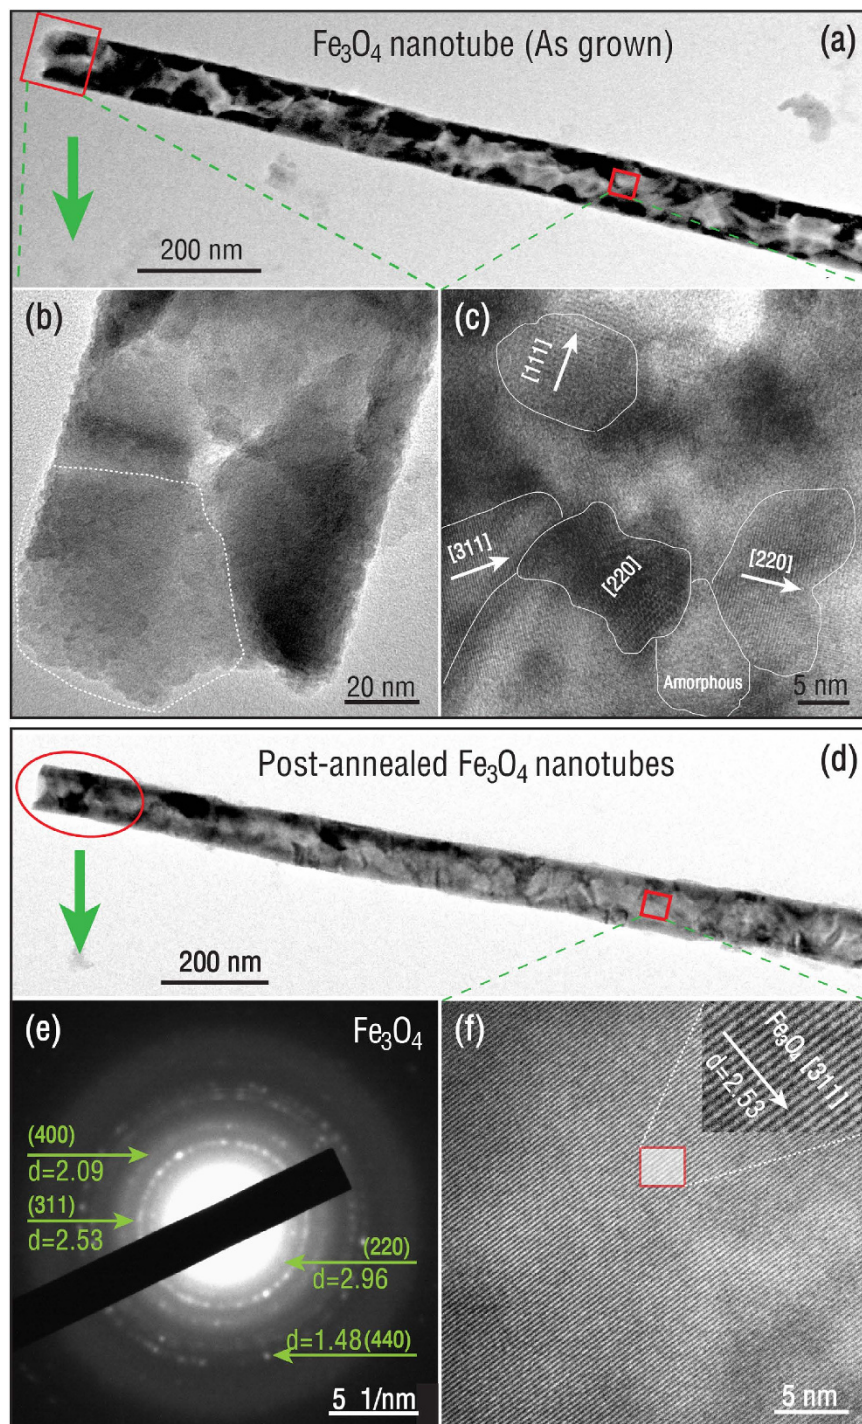 Fe₃O₄ nanotube (As grown)
(a)
200 nm
(b)
20 nm
(c)
[111]
[311]
[220]
[220]
Amorphous
5 nm
Post-annealed Fe₃O₄ nanotubes
(d)
200 nm
(e)
Fe₃O₄
(400)
d=2.09
(311)
d=2.53
(220)
d=2.96
d=1.48(440)
5 1/nm
(f)
Fe₃O₄ [311]
d=2.53
5 nm